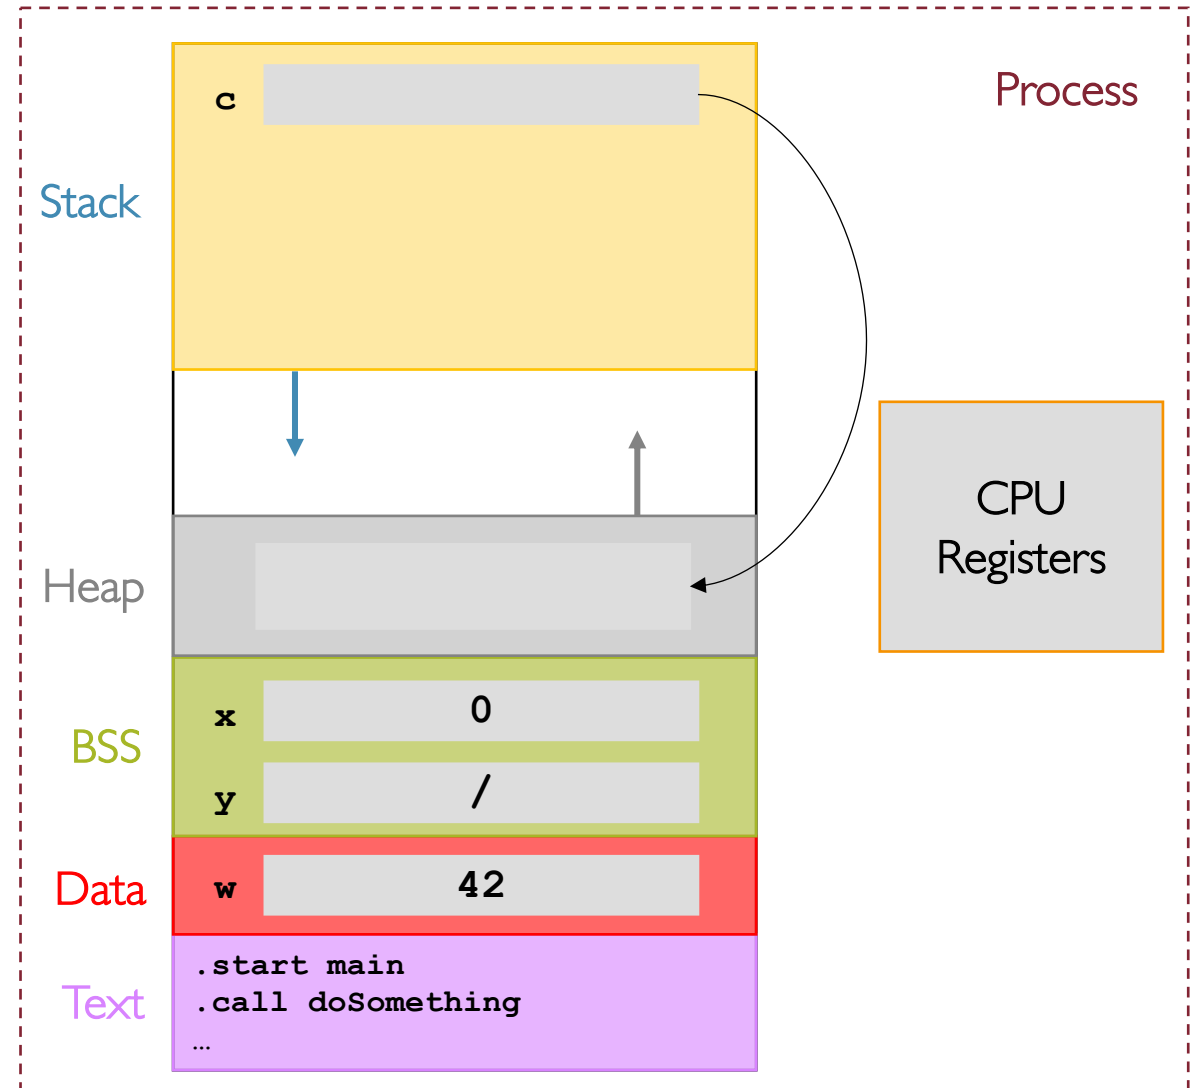 Process
c
Stack
CPU
Registers
Heap
x 0
BSS
y /
Data
w 42
Text
.start main
.call doSomething
…